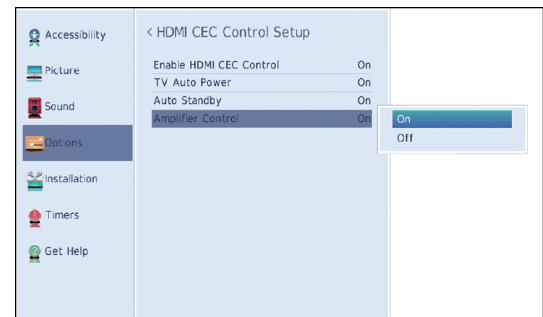 Accessibility
Picture
Sound
Options
Installation
Timers
Get Help
< HDMI CEC Control Setup
Enable HDMI CEC Control On
TV Auto Power On
Auto Standby On
Amplifier Control On
On
Off